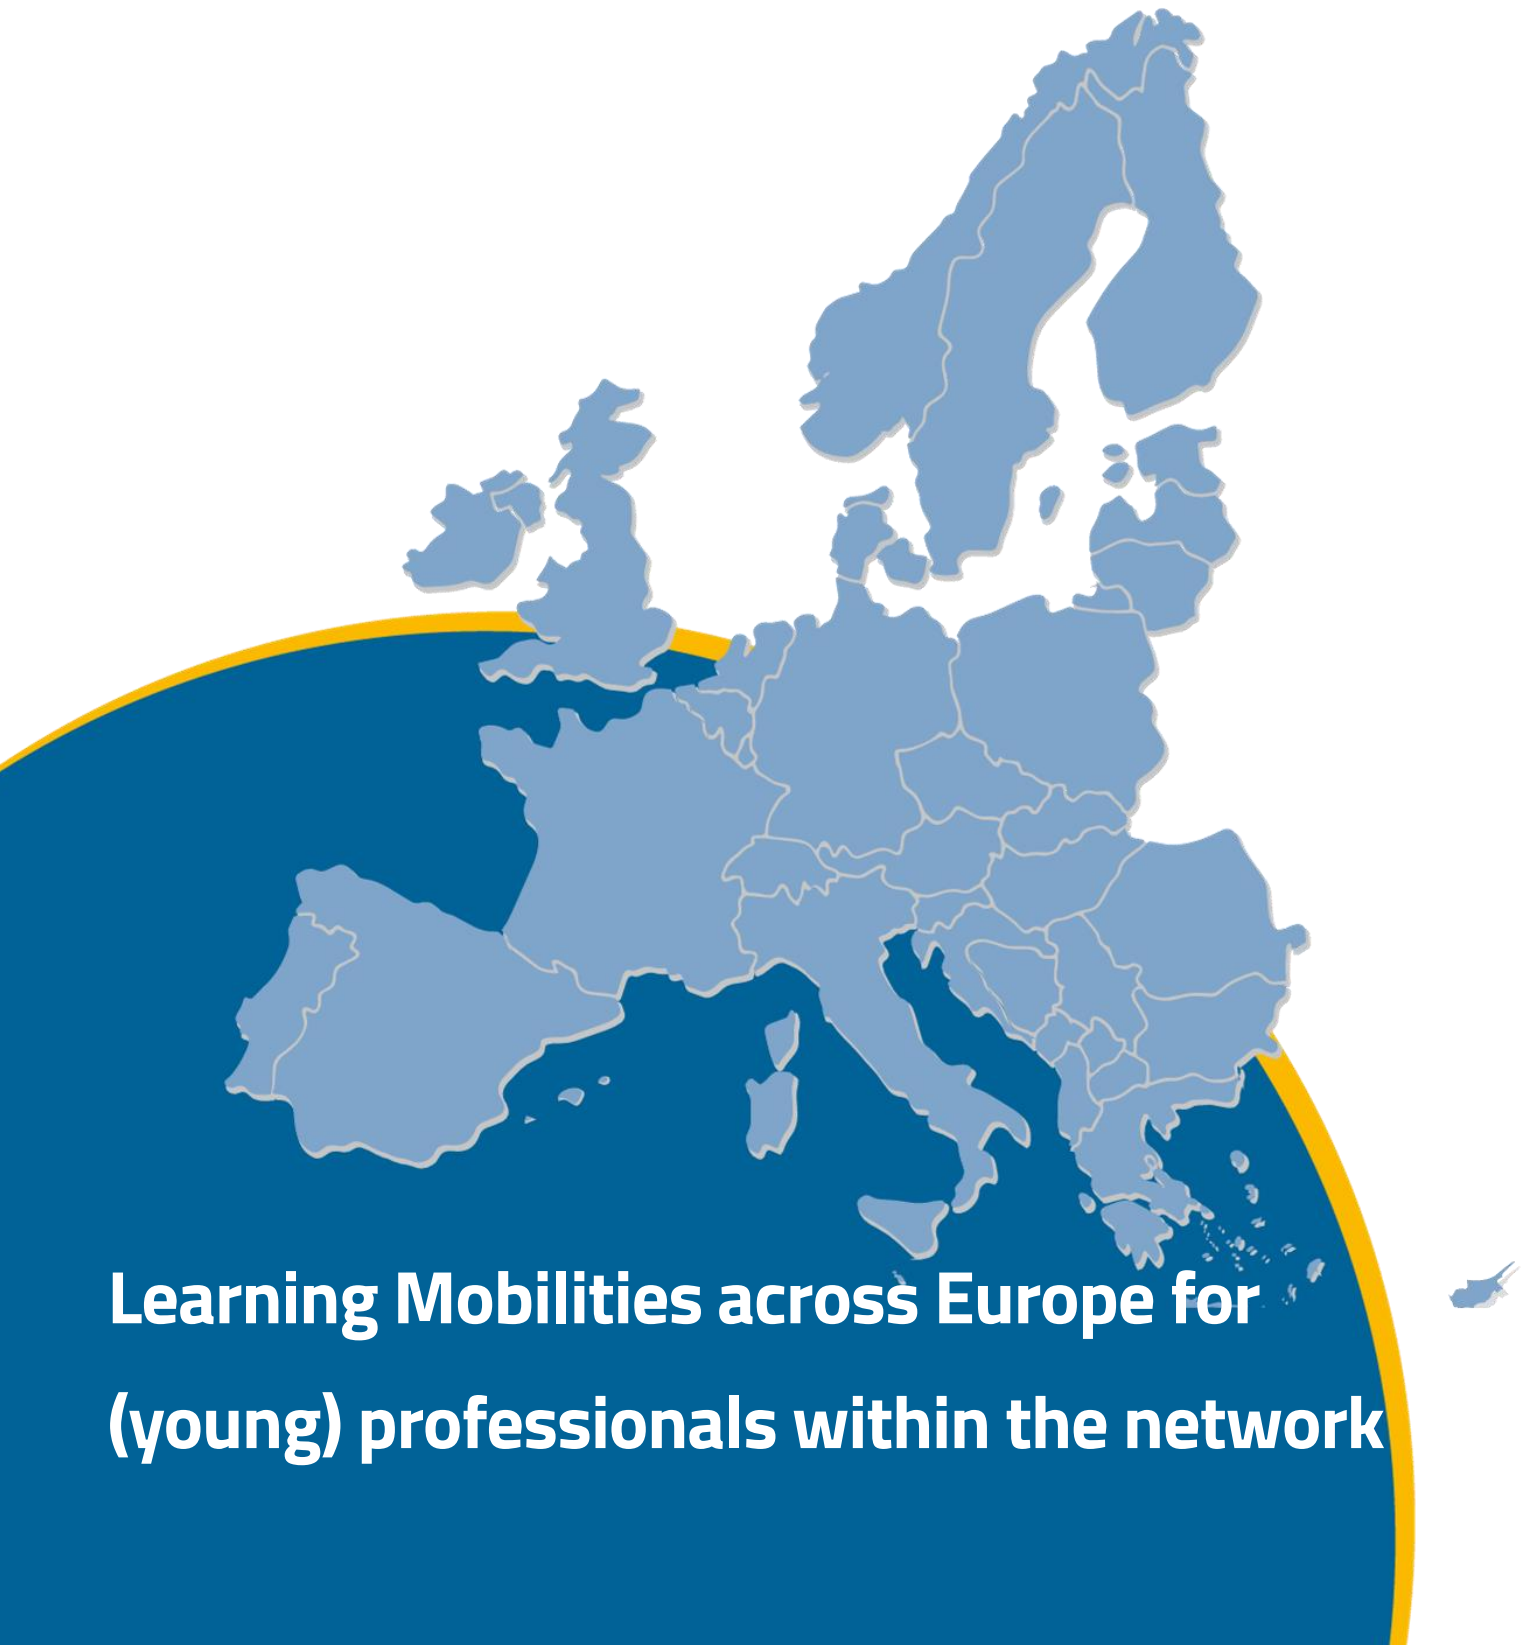 Learning Mobilities across Europe for
(young) professionals within the network